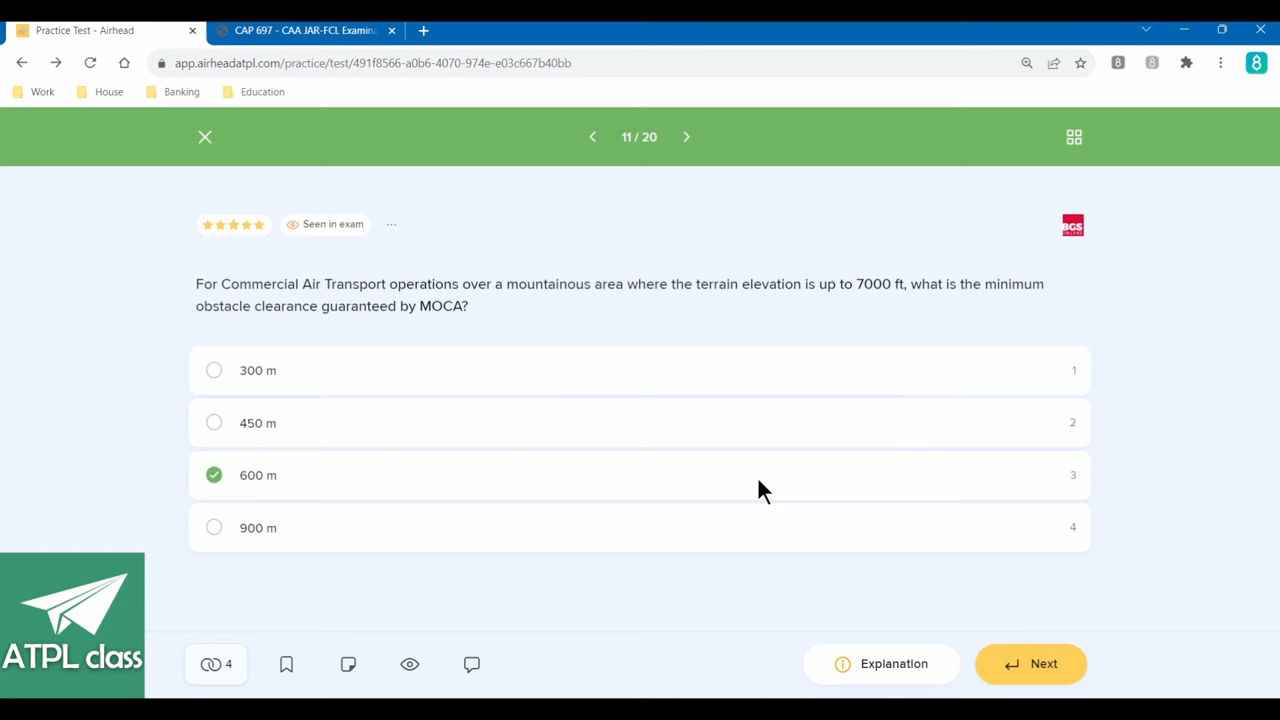 Practice Test - Airhead
CAP 697 - CAA JAR-FCL Examina
app.airheadatpl.com/practice/test/491f8566-a0b6-4070-974e-e03c667b40bb
Work
House
Banking
Education
11 / 20
Seen in exam
BGS
For Commercial Air Transport operations over a mountainous area where the terrain elevation is up to 7000 ft, what is the minimum
obstacle clearance guaranteed by MOCA?
300 m 1
450 m 2
600 m 3
900 m 4
ATPL class
4
Explanation
Next